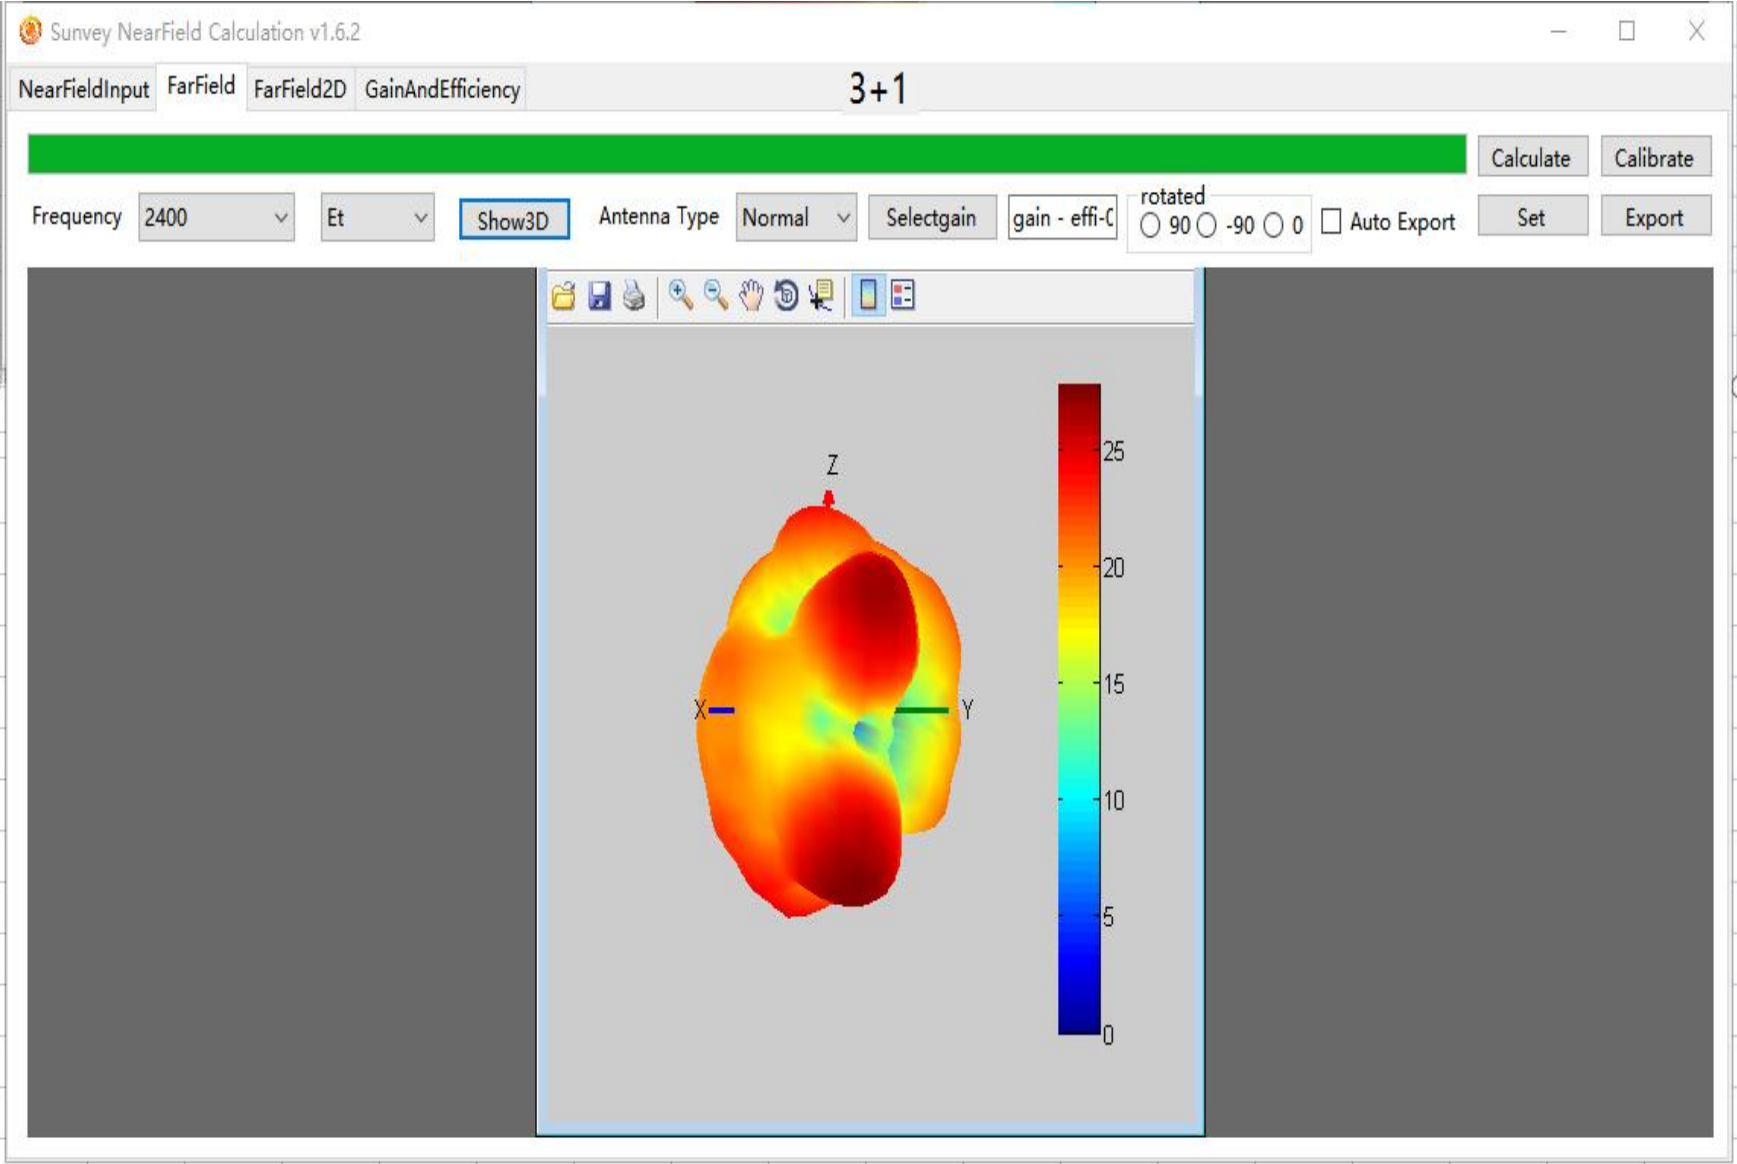 Sunvey NearField Calculation v1.6.2
NearFieldInput FarField FarField2D GainAndEfficiency 3+1
Calculate Calibrate
Frequency 2400 Et Show3D Antenna Type Normal Selectgain gain - effi- rotated 90 -90 0 Auto Export Set Export
Z
X
Y
25
20
15
10
5
0